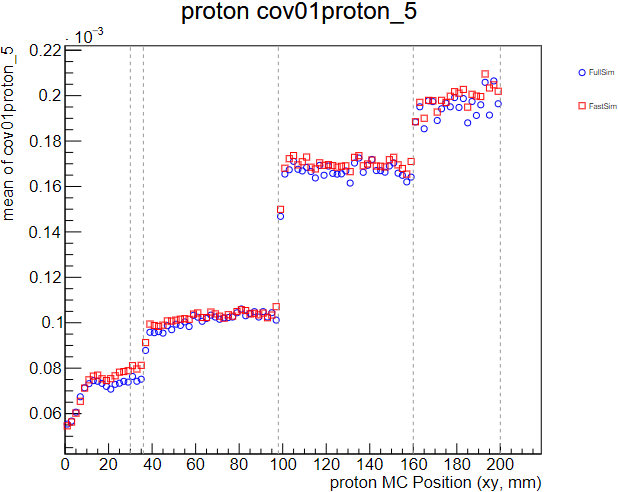 proton cov01proton_5
×10⁻³
mean of cov01proton_5
0.22
0.2
0.18
0.16
0.14
0.12
0.1
0.08
0.06
0 20 40 60 80 100 120 140 160 180 200
proton MC Position (xy, mm)
FullSim
FastSim